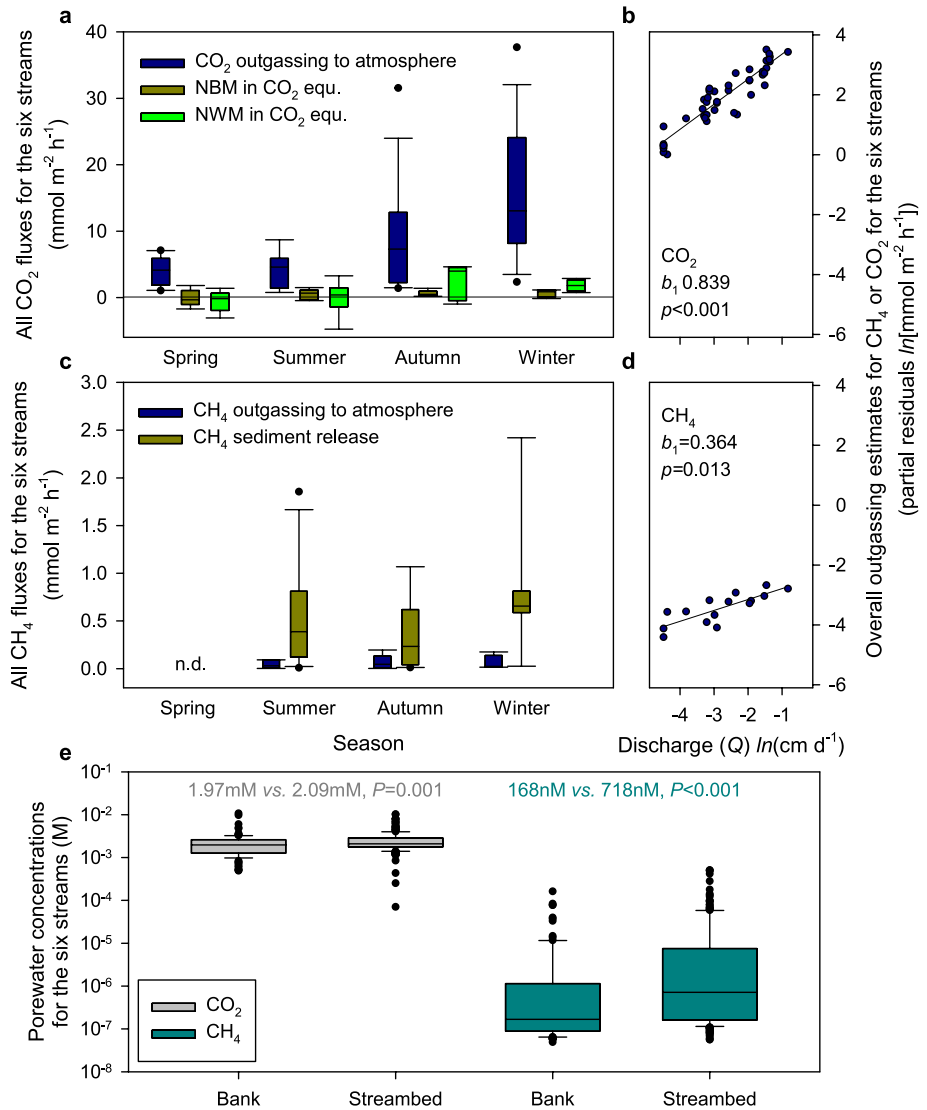 a
All CO2 fluxes for the six streams
(mmol m-2 h-1)
40
30
20
10
0
CO2 outgassing to atmosphere
NBM in CO2 equ.
NWM in CO2 equ.
Spring Summer Autumn Winter
b
4
2
0
-2
-4
-6
CO2
b1 0.839
p<0.001
Overall outgassing estimates for CH4 or CO2 for the six streams
(partial residuals ln[mmol m-2 h-1])
c
All CH4 fluxes for the six streams
(mmol m-2 h-1)
3.0
2.5
2.0
1.5
1.0
0.5
0.0
CH4 outgassing to atmosphere
CH4 sediment release
n.d.
Spring Summer Autumn Winter
Season
d
4
2
0
-2
-4
-6
CH4
b1=0.364
p=0.013
-4 -3 -2 -1
Discharge (Q) ln(cm d-1)
e
Porewater concentrations
for the six streams (M)
10-1
10-2
10-3
10-4
10-5
10-6
10-7
10-8
1.97mM vs. 2.09mM, P=0.001
168nM vs. 718nM, P<0.001
CO2
CH4
Bank Streambed Bank Streambed